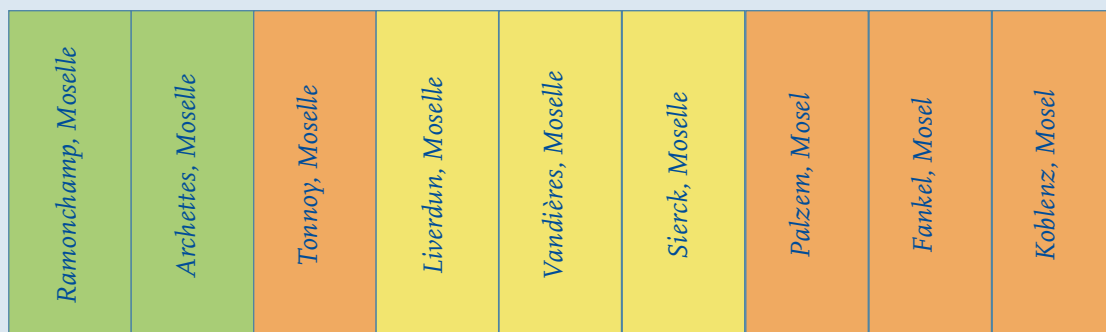 Ramonchamp, Moselle
Archettes, Moselle
Tonnoy, Moselle
Liverdun, Moselle
Vandières, Moselle
Sierck, Moselle
Palzem, Mosel
Fankel, Mosel
Koblenz, Mosel